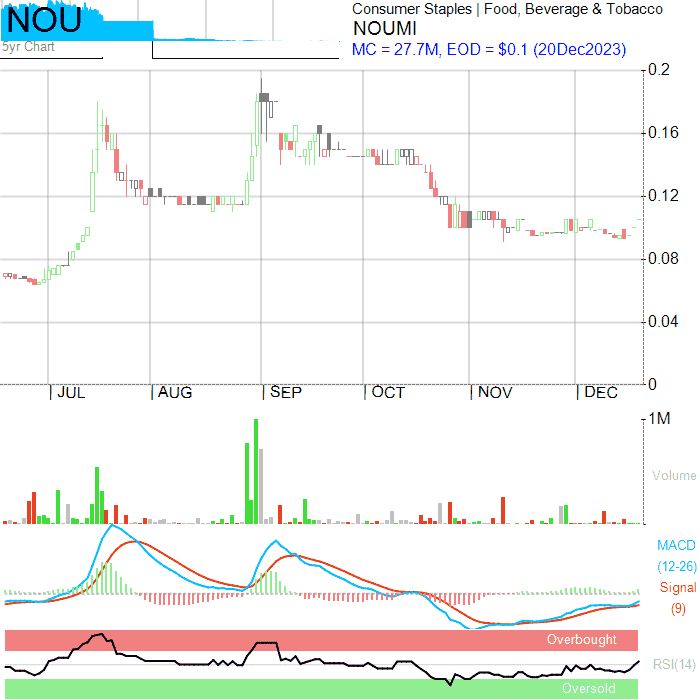 NOU
5yr Chart
Consumer Staples | Food, Beverage & Tobacco
NOUMI
MC = 27.7M, EOD = $0.1 (20Dec2023)
0.2
0.16
0.12
0.08
0.04
0
| JUL | AUG | SEP | OCT | NOV | DEC
1M
Volume
MACD
(12-26)
Signal
(9)
Overbought
RSI(14)
Oversold